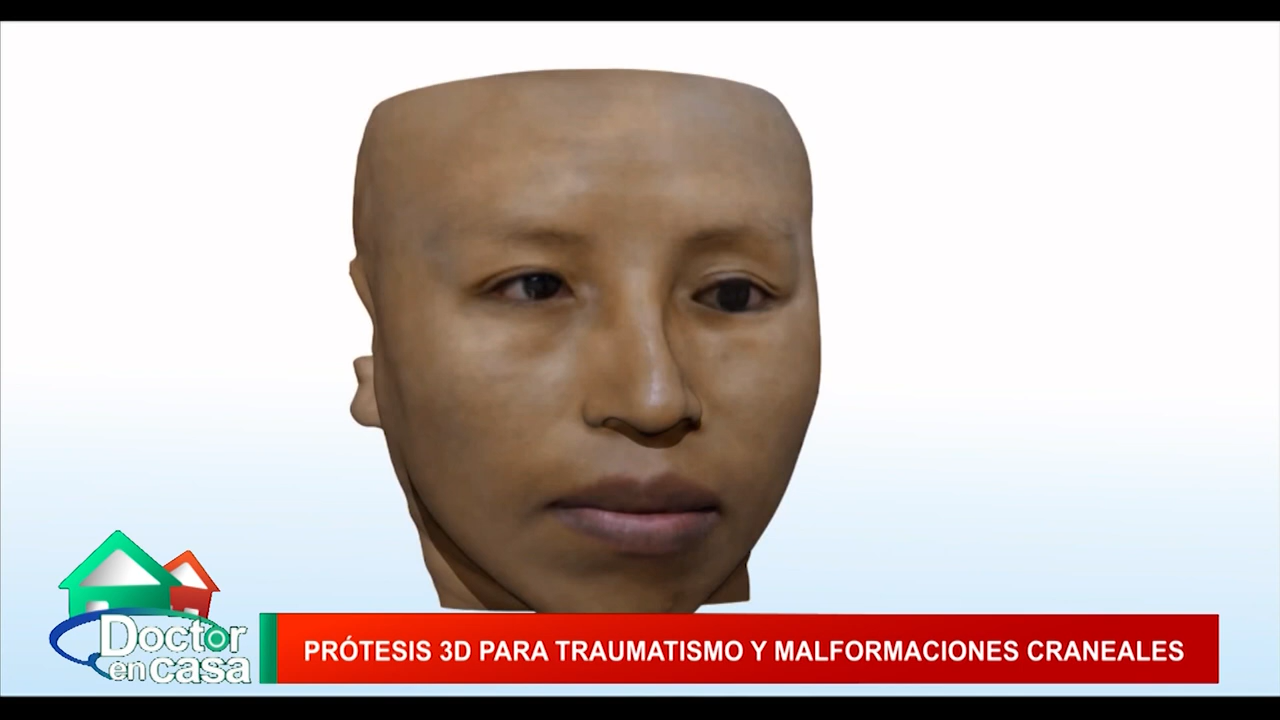 Doctor
en casa
PRÓTESIS 3D PARA TRAUMATISMO Y MALFORMACIONES CRANEALES